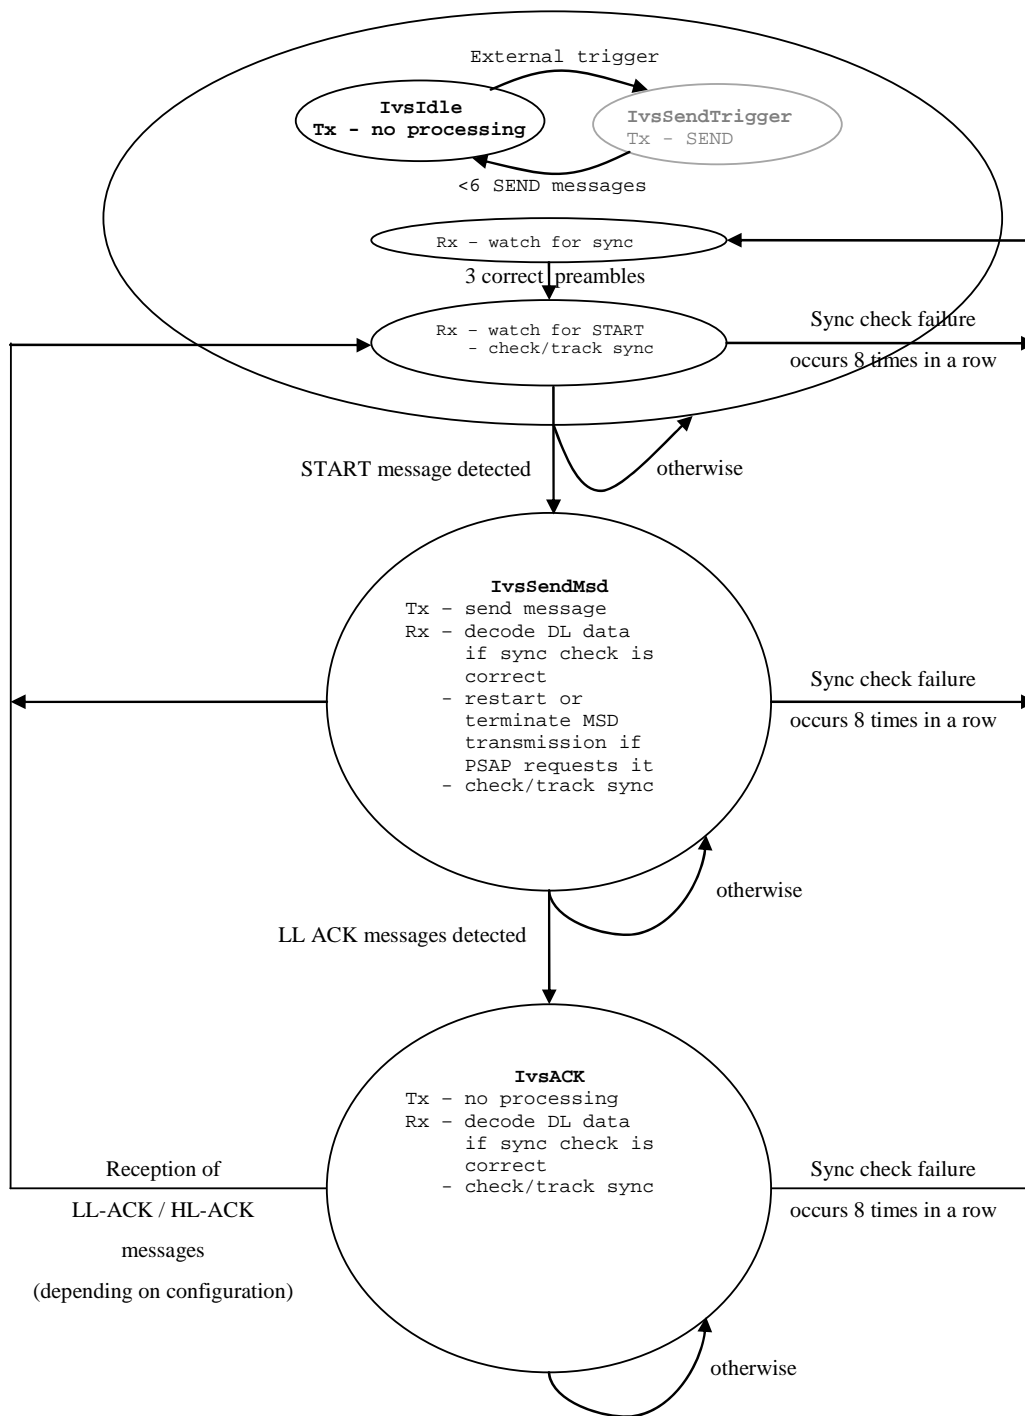 External trigger
IvsIdle
Tx - no processing
IvsSendTrigger
Tx - SEND
<6 SEND messages
Rx - watch for sync
3 correct preambles
Rx - watch for START
- check/track sync
Sync check failure
occurs 8 times in a row
START message detected
otherwise
IvsSendMsd
Tx - send message
Rx - decode DL data
if sync check is
correct
- restart or
terminate MSD
transmission if
PSAP requests it
- check/track sync
Sync check failure
occurs 8 times in a row
otherwise
LL ACK messages detected
IvsACK
Tx - no processing
Rx - decode DL data
if sync check is
correct
- check/track sync
Reception of
LL-ACK / HL-ACK
messages
(depending on configuration)
Sync check failure
occurs 8 times in a row
otherwise